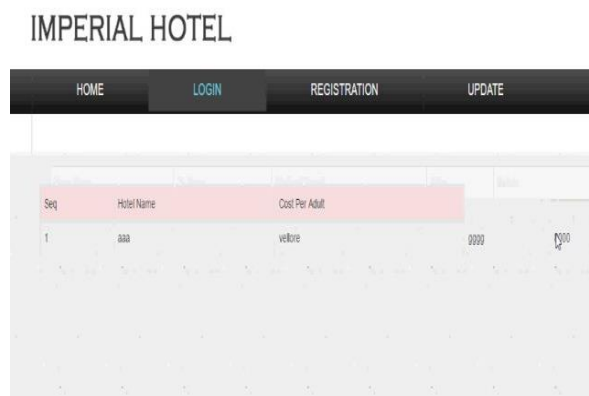 IMPERIAL HOTEL
HOME LOGIN REGISTRATION UPDATE
Seq Hotel Name Cost Per Adult
1 aaa vellore gggg